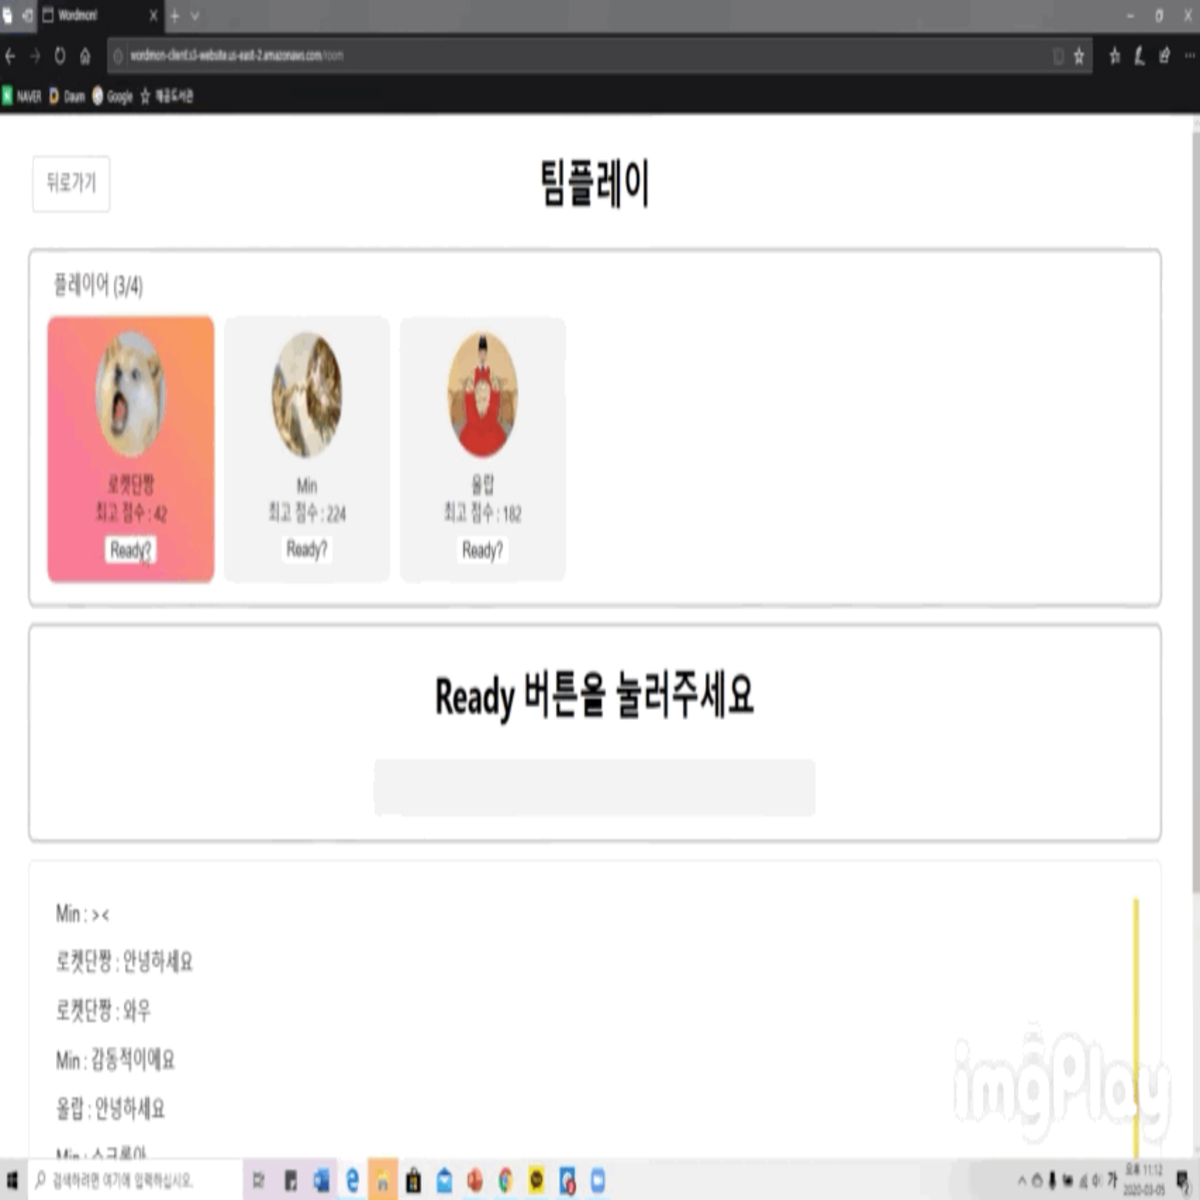 Wordmon!
wordmon-client.s3-website.us-east-2.amazonaws.com/room
NAVER Daum Google
뒤로가기
팀플레이
플레이어 (3/4)
로켓단짱
최고 점수 : 42
Ready?
Min
최고 점수 : 224
Ready?
올랍
최고 점수 : 182
Ready?
Ready 버튼을 눌러주세요
Min : ><
로켓단짱 : 안녕하세요
로켓단짱 : 와우
Min : 감동적이에요
올랍 : 안녕하세요
Min : 스크롤아
imgPlay
검색하려면 여기에 입력하십시오.
가
오후 11:12
2020-03-05